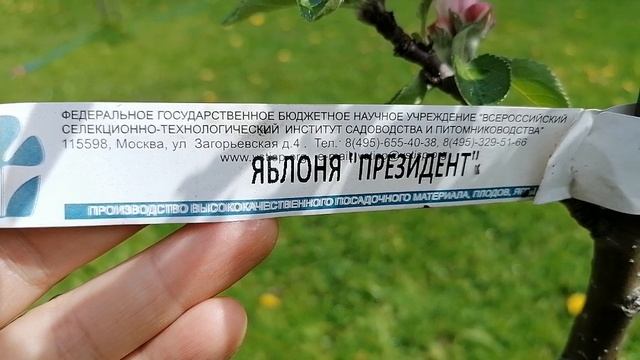 ФЕДЕРАЛЬНОЕ ГОСУДАРСТВЕННОЕ БЮДЖЕТНОЕ НАУЧНОЕ УЧРЕЖДЕНИЕ "ВСЕРОССИЙСКИЙ
СЕЛЕКЦИОННО-ТЕХНОЛОГИЧЕСКИЙ ИНСТИТУТ САДОВОДСТВА И ПИТОМНИКОВОДСТВА"
115598, Москва, ул Загорьевская д.4 . Тел.: 8(495)-655-40-38, 8(495)-329-51-66
ЯБЛОНЯ "ПРЕЗИДЕНТ"
ПРОИЗВОДСТВО ВЫСОКОКАЧЕСТВЕННОГО ПОСАДОЧНОГО МАТЕРИАЛА, ПЛОДОВ,